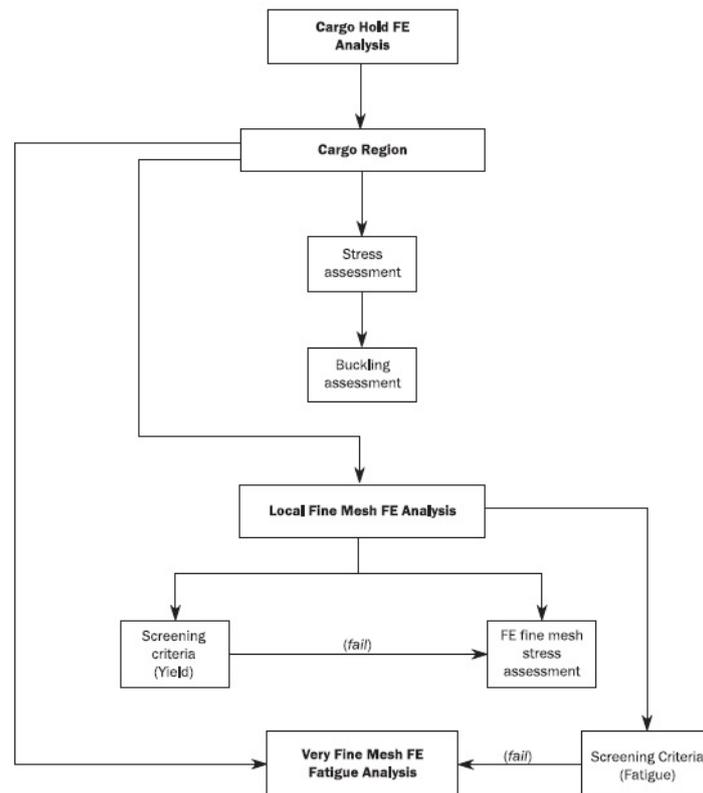 Cargo Hold FE
Analysis
Cargo Region
Stress
assessment
Buckling
assessment
Local Fine Mesh FE Analysis
Screening
criteria
(Yield)
(fail)
FE fine mesh
stress
assessment
Very Fine Mesh FE
Fatigue Analysis
(fail)
Screening Criteria
(Fatigue)